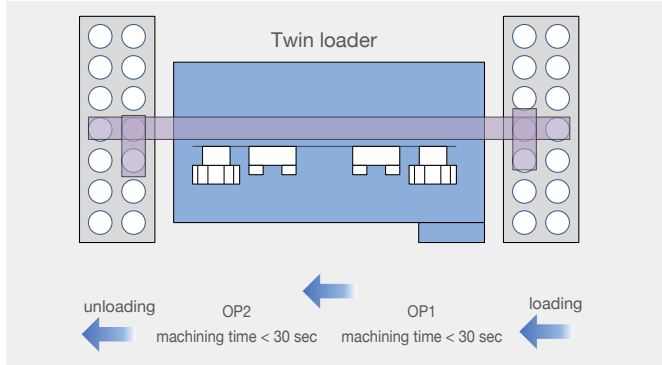 Twin loader
unloading
OP2
machining time < 30 sec
OP1
machining time < 30 sec
loading